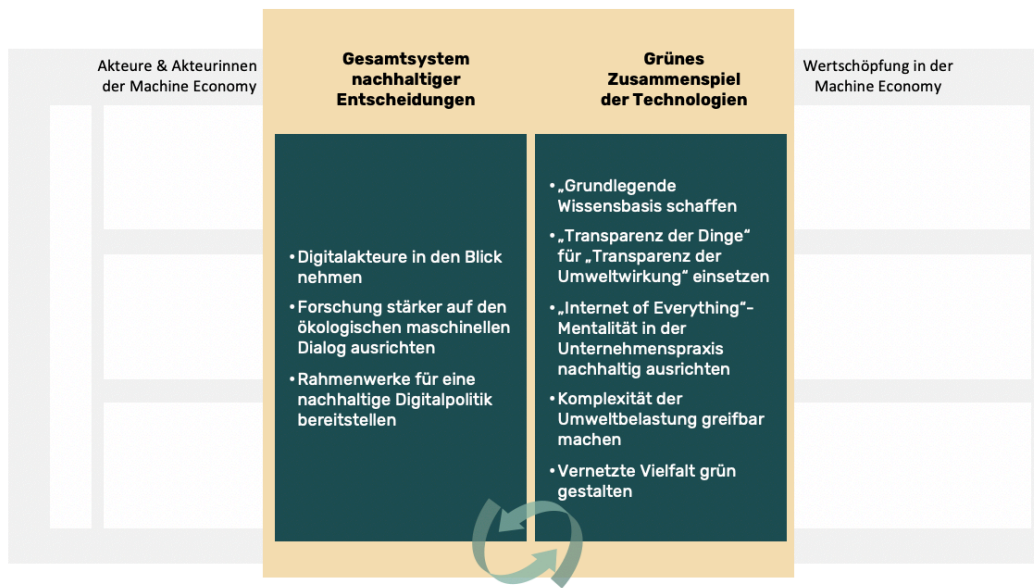 Akteure & Akteurinnen
der Machine Economy
Gesamtsystem
nachhaltiger
Entscheidungen
Grünes
Zusammenspiel
der Technologien
Wertschöpfung in der
Machine Economy
• Digitalakteure in den Blick
nehmen
• Forschung stärker auf den
ökologischen maschinellen
Dialog ausrichten
• Rahmenwerke für eine
nachhaltige Digitalpolitik
bereitstellen
• „Grundlegende
Wissensbasis schaffen
• „Transparenz der Dinge“
für „Transparenz der
Umweltwirkung“ einsetzen
• „Internet of Everything“-
Mentalität in der
Unternehmenspraxis
nachhaltig ausrichten
• Komplexität der
Umweltbelastung greifbar
machen
• Vernetzte Vielfalt grün
gestalten